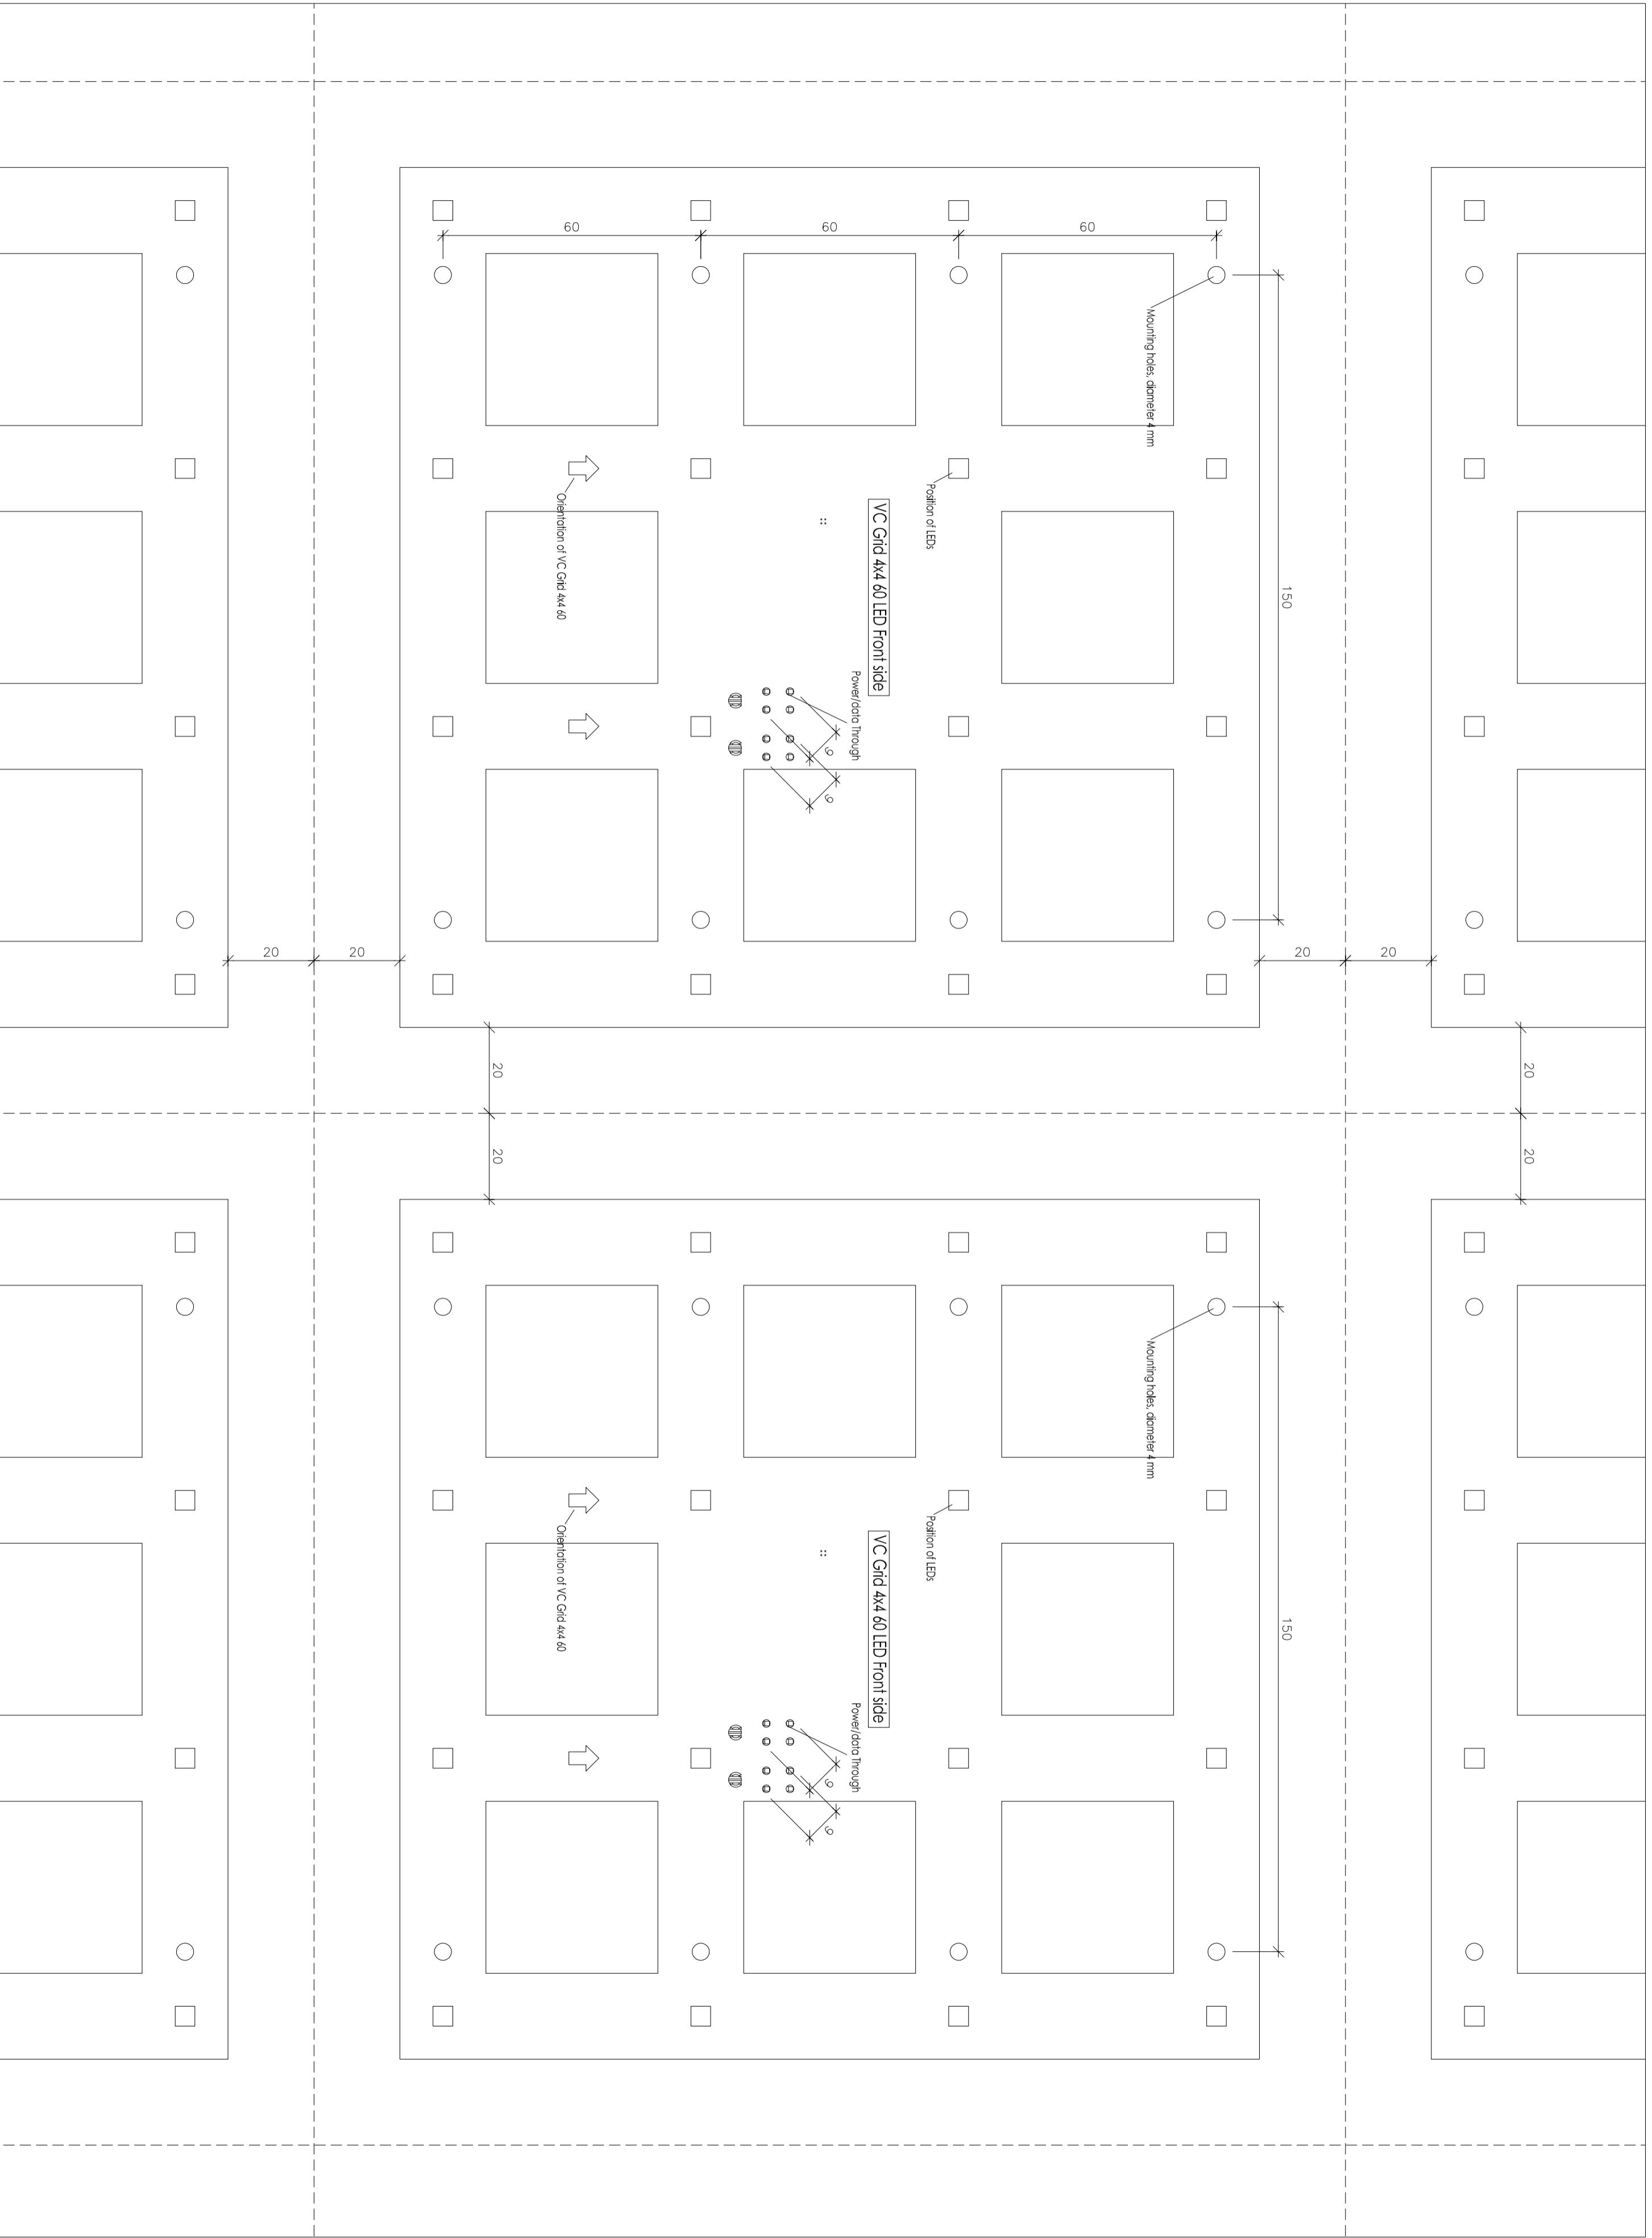 60
60
60
Mounting holes, diameter 4 mm
150
Position of LEDs
VC Grid 4x4 60 LED Front side
Orientation of VC Grid 4x4 60
Power/data Through
6
6
20
20
20
20
20
20
20
20
Mounting holes, diameter 4 mm
150
Position of LEDs
VC Grid 4x4 60 LED Front side
Orientation of VC Grid 4x4 60
Power/data Through
6
6